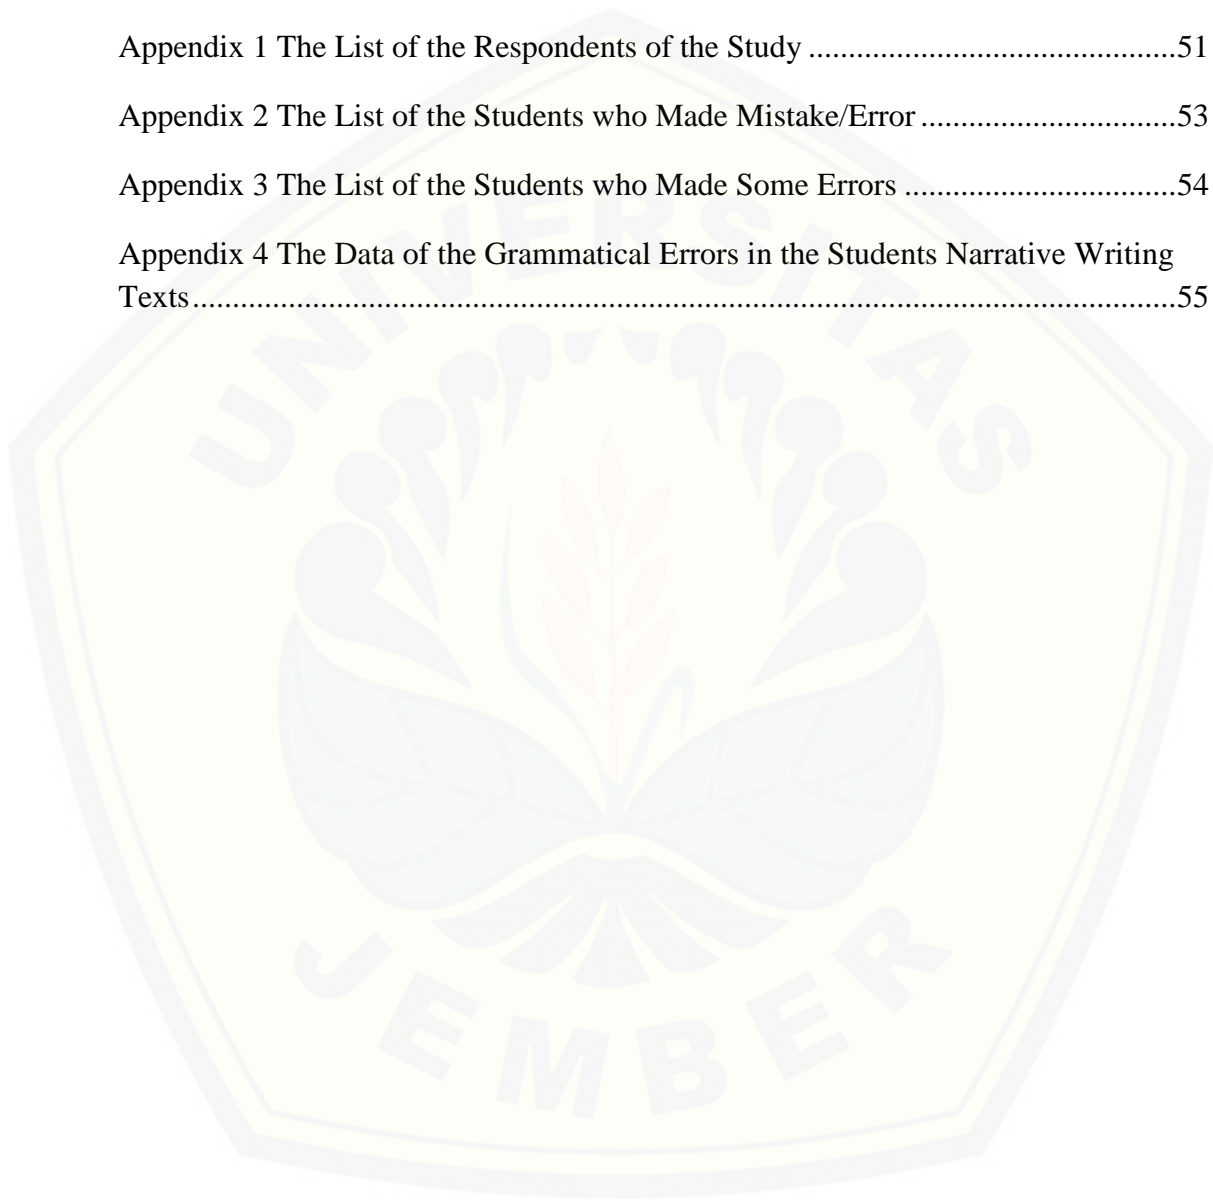 Appendix 1 The List of the Respondents of the Study ....................................51
Appendix 2 The List of the Students who Made Mistake/Error ............................53
Appendix 3 The List of the Students who Made Some Errors ..............................54
Appendix 4 The Data of the Grammatical Errors in the Students Narrative Writing
Texts...................................................................................................................55
UNIVERSITAS
JEMBER